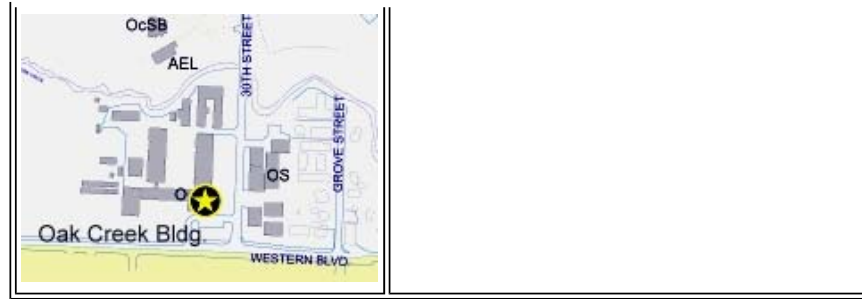 OcSB
AEL
30TH STREET
GROVE STREET
OS
Oak Creek Bldg.
WESTERN BLVD